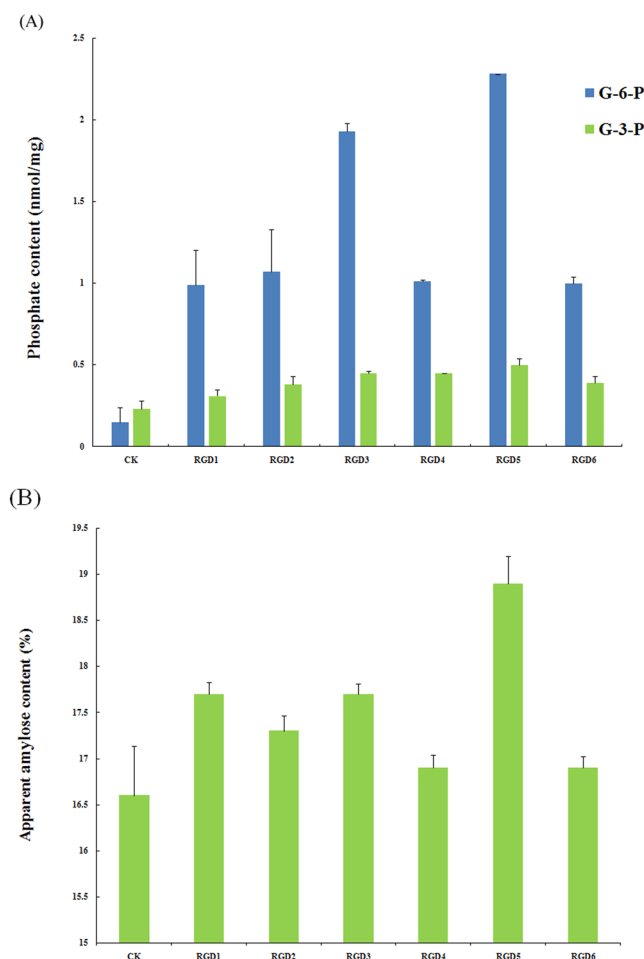 (A)
Phosphate content (nmol/mg)
2.5
2
1.5
1
0.5
0
G-6-P
G-3-P
CK RGD1 RGD2 RGD3 RGD4 RGD5 RGD6
(B)
Apparent amylose content (%)
19.5
19
18.5
18
17.5
17
16.5
16
15.5
15
CK RGD1 RGD2 RGD3 RGD4 RGD5 RGD6